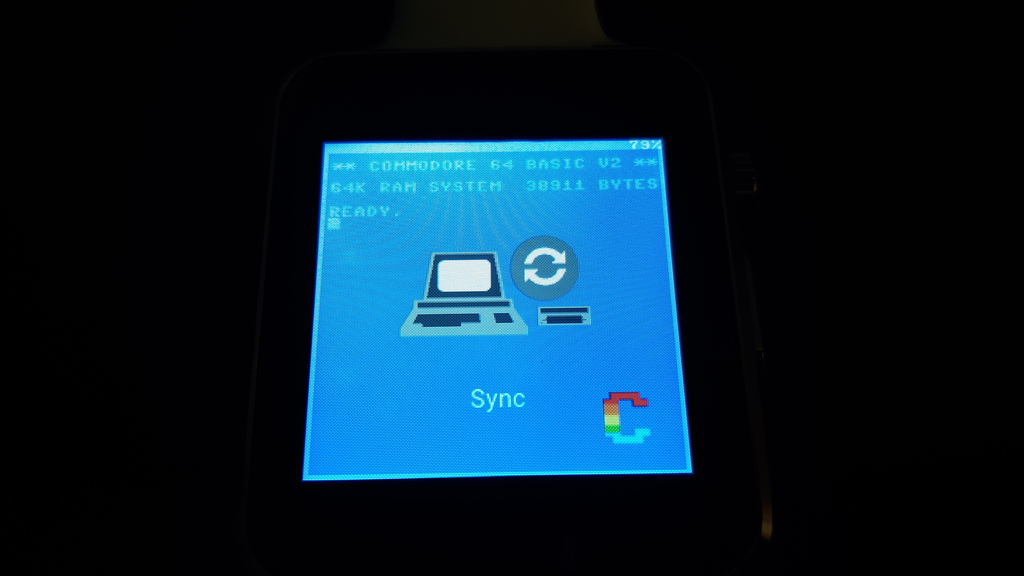 79%
** COMMODORE 64 BASIC V2 **
64K RAM SYSTEM 38911 BYTES
READY.
Sync
C